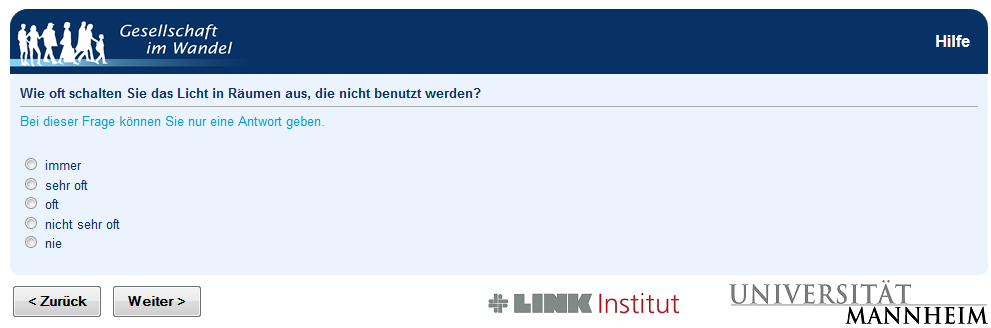 Gesellschaft
im Wandel
Hilfe
Wie oft schalten Sie das Licht in Räumen aus, die nicht benutzt werden?
Bei dieser Frage können Sie nur eine Antwort geben.
immer
sehr oft
oft
nicht sehr oft
nie
< Zurück
Weiter >
LINK Institut
UNIVERSITÄT
MANNHEIM